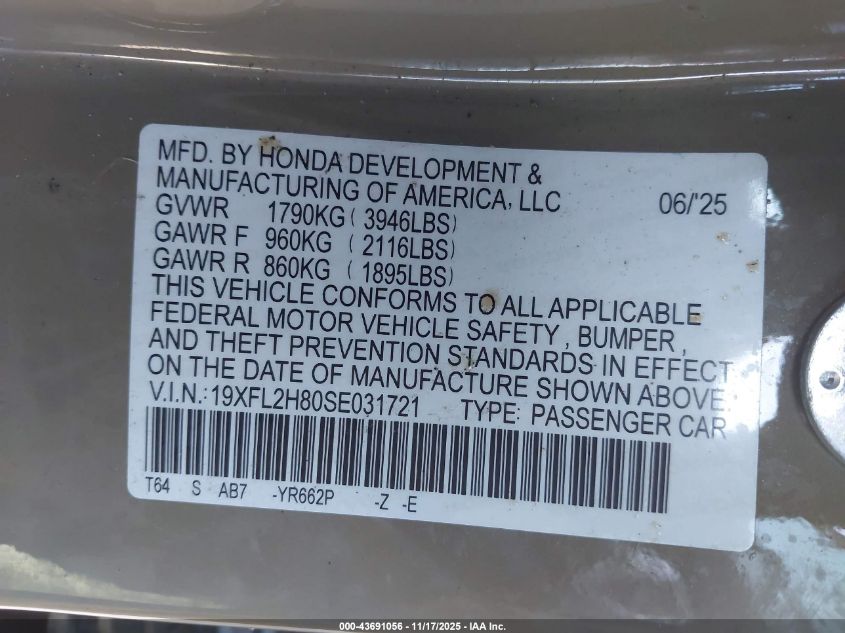 MFD. BY HONDA DEVELOPMENT &
MANUFACTURING OF AMERICA, LLC 06/'25
GVWR 1790KG ( 3946LBS)
GAWR F 960KG ( 2116LBS)
GAWR R 860KG ( 1895LBS)
THIS VEHICLE CONFORMS TO ALL APPLICABLE
FEDERAL MOTOR VEHICLE SAFETY, BUMPER,
AND THEFT PREVENTION STANDARDS IN EFFECT
ON THE DATE OF MANUFACTURE SHOWN ABOVE.
V.I.N.: 19XFL2H80SE031721 TYPE: PASSENGER CAR
T64 S AB7 -YR662P -Z -E
000-43691056 - 11/17/2025 - IAA Inc.